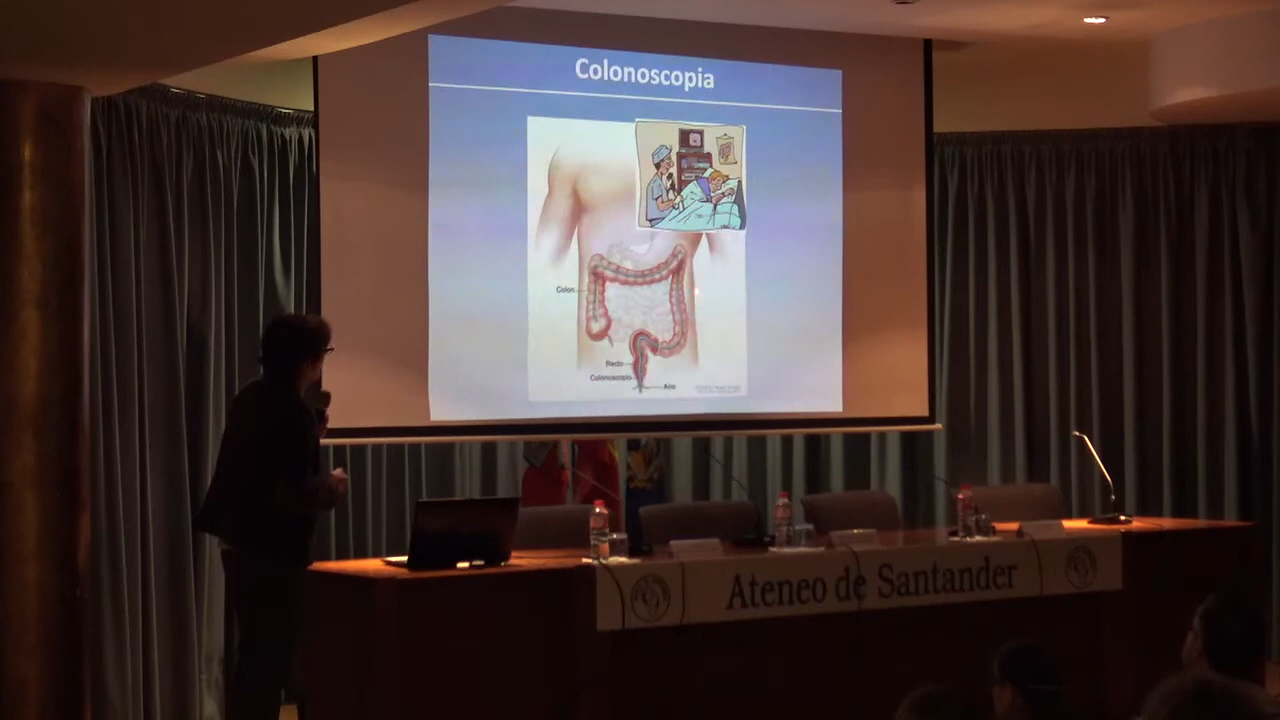 Colonoscopia
Colon
Recto
Colonoscopio
Ano
Ateneo de Santander